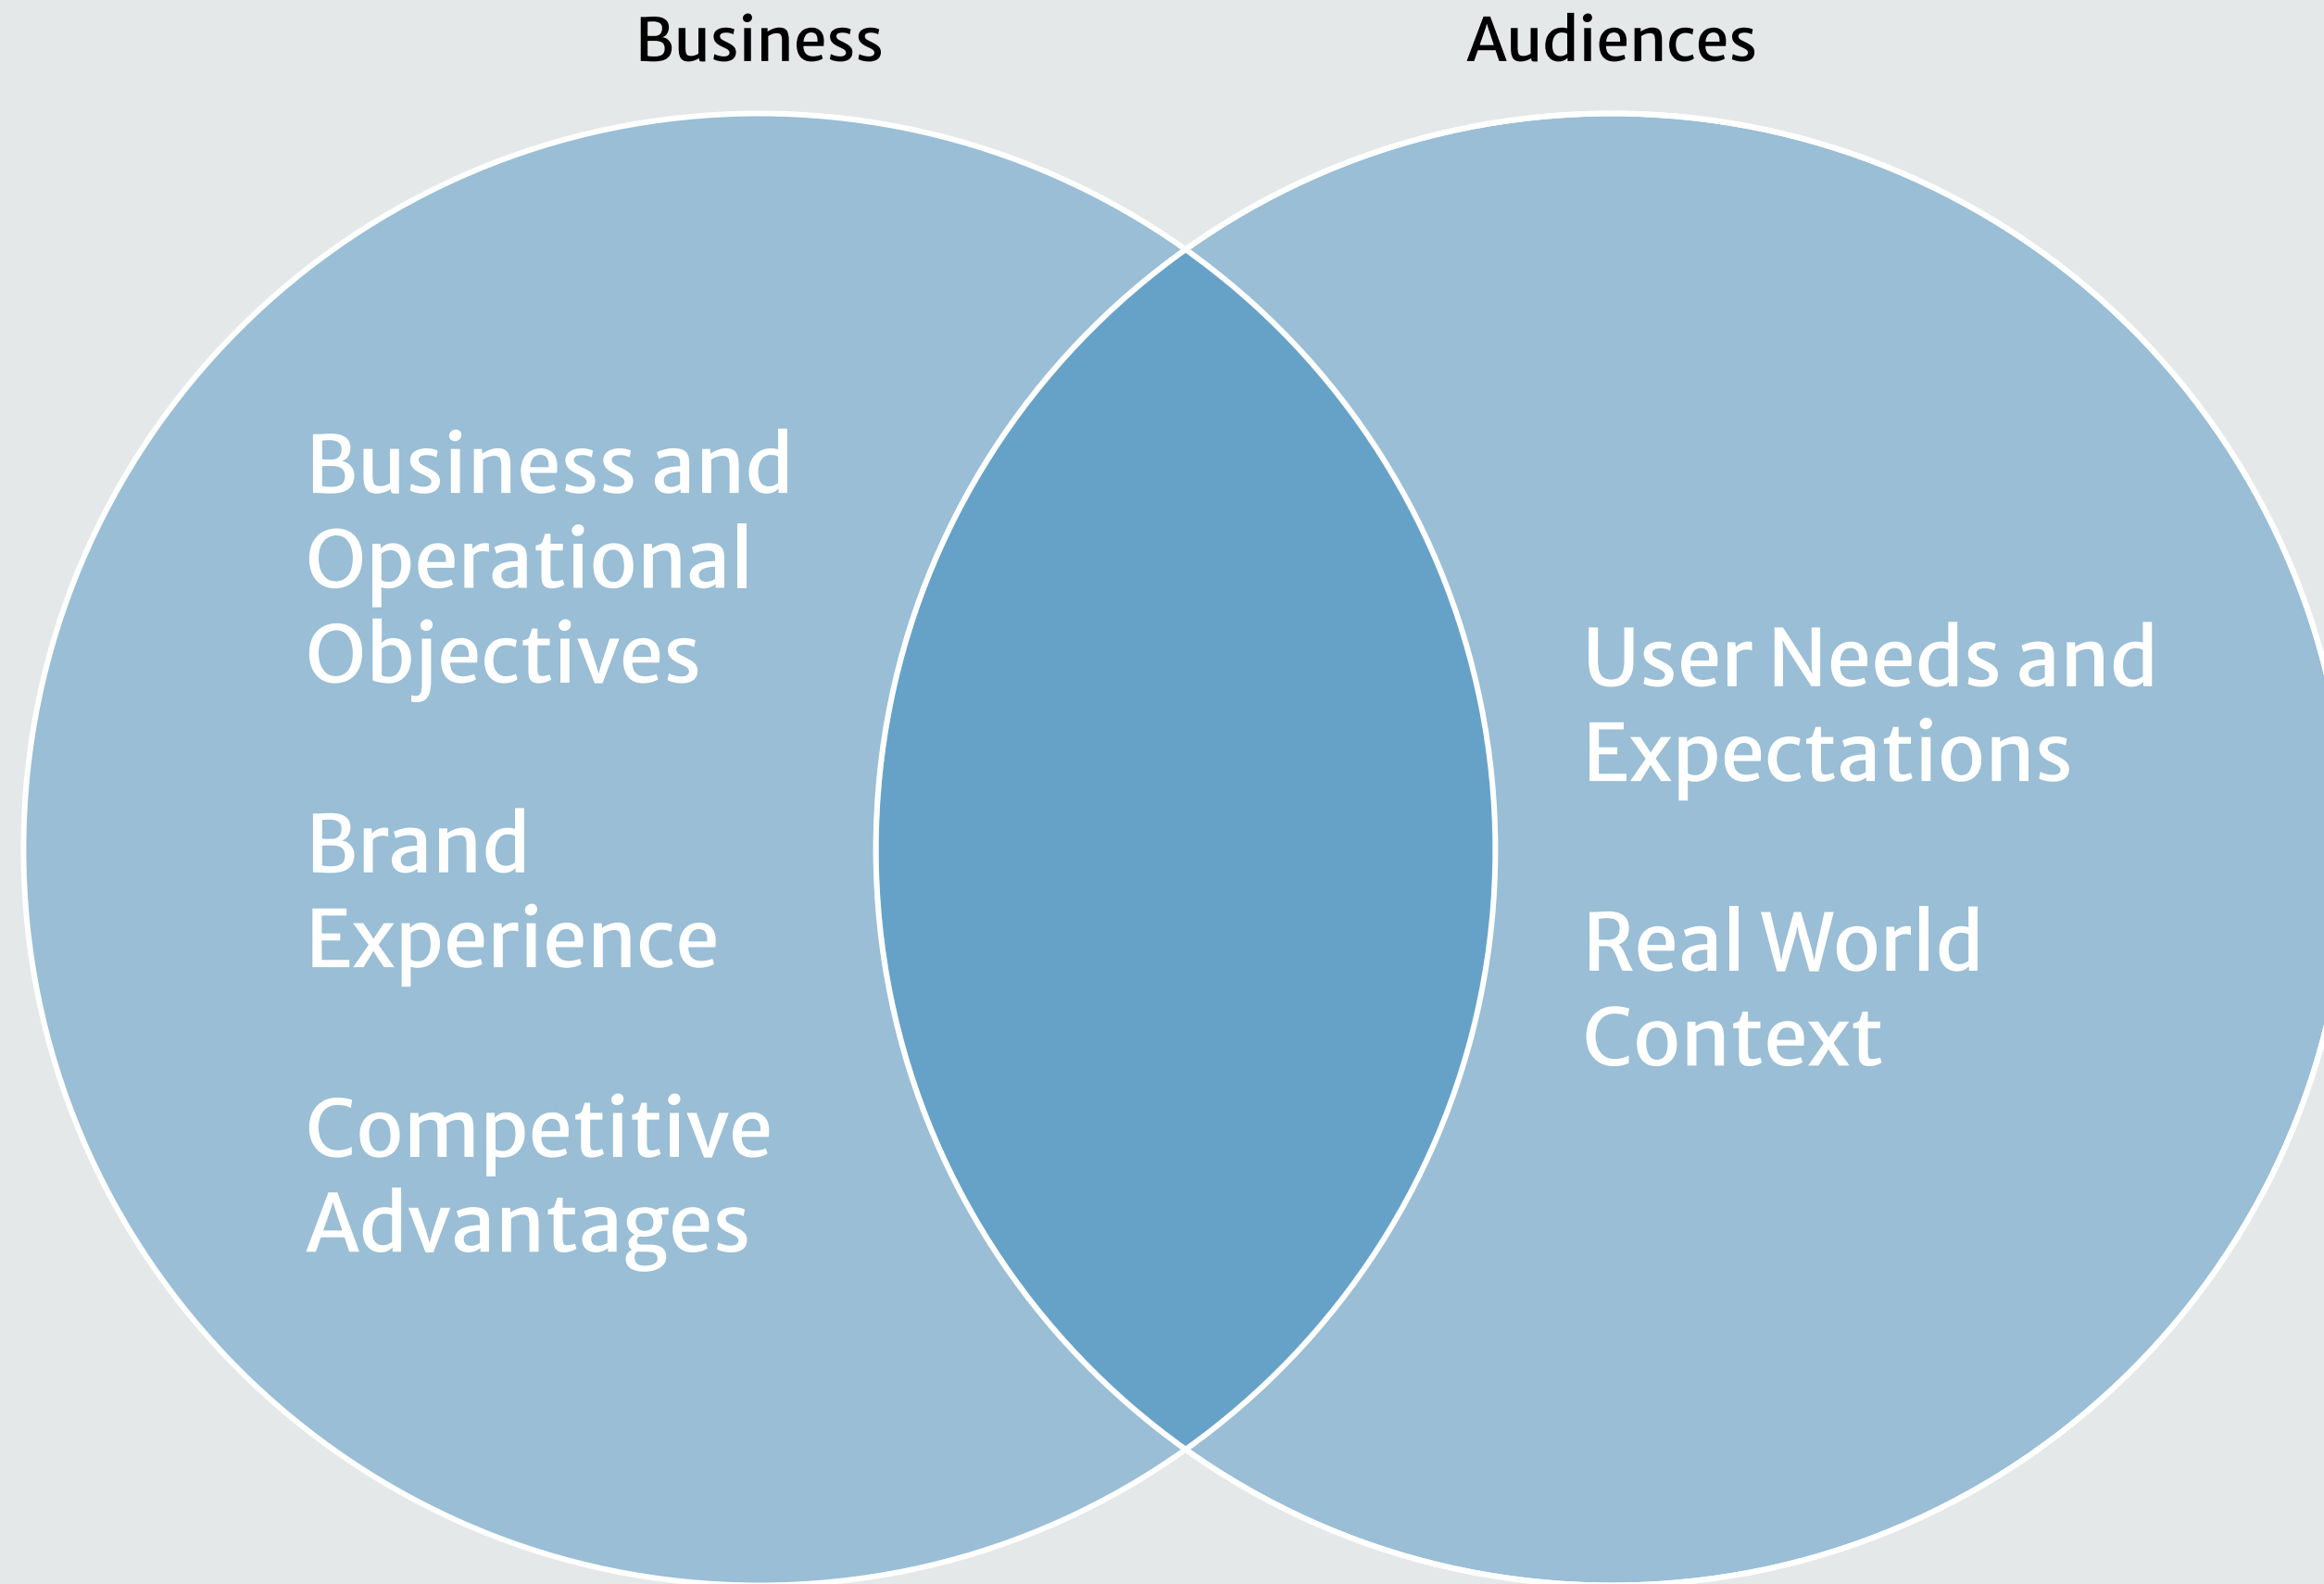 Business
Audiences
Business and
Operational
Objectives
Brand
Experience
Competitive
Advantages
User Needs and
Expectations
Real World
Context